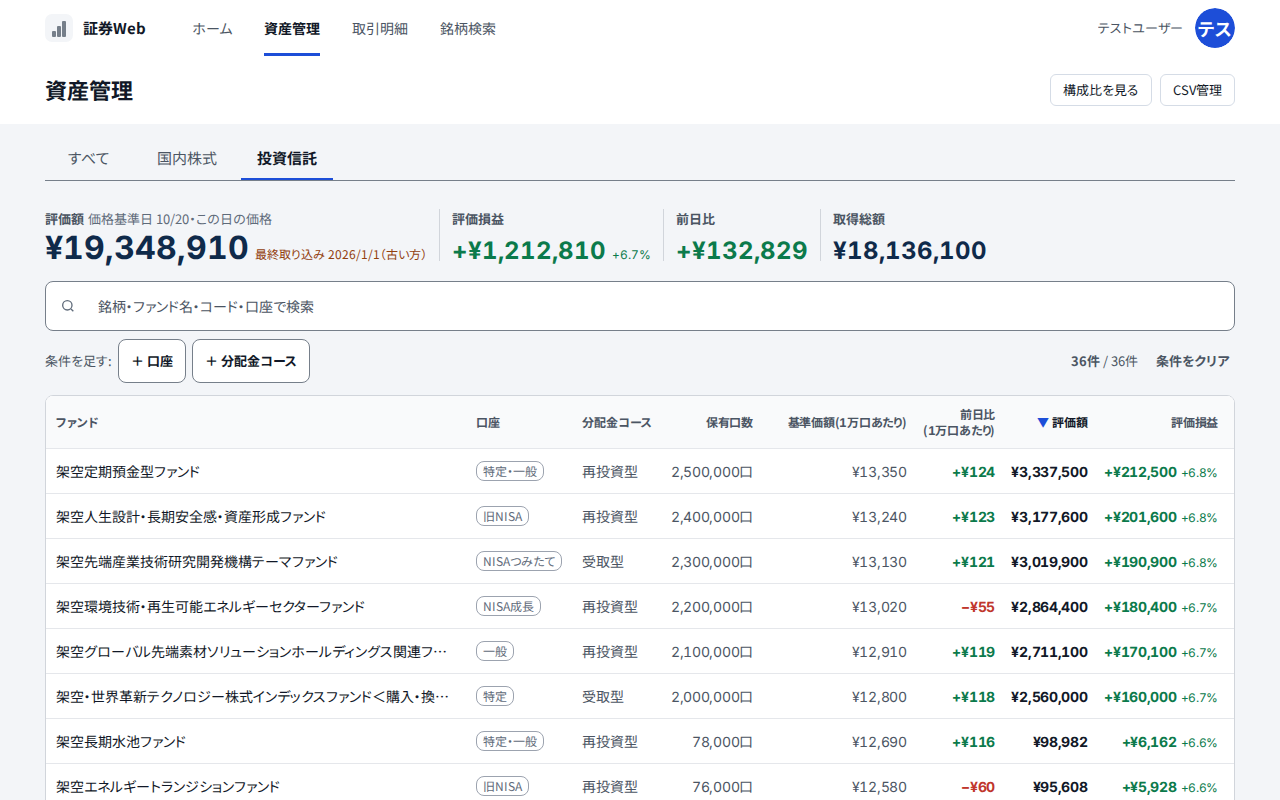 証券Web ホーム 資産管理 取引明細 銘柄検索 テストユーザー テス
資産管理 構成比を見る CSV管理
すべて 国内株式 投資信託
評価額 価格基準日 10/20・この日の価格 評価損益 前日比 取得総額
¥19,348,910 最終取り込み 2026/1/1(古い方) +¥1,212,810 +6.7% +¥132,829 ¥18,136,100
銘柄・ファンド名・コード・口座で検索
条件を足す: + 口座 + 分配金コース 36件 / 36件 条件をクリア
ファンド 口座 分配金コース 保有口数 基準価額(1万口あたり) 前日比 (1万口あたり) ▼ 評価額 評価損益
架空定期預金型ファンド 特定・一般 再投資型 2,500,000口 ¥13,350 +¥124 ¥3,337,500 +¥212,500 +6.8%
架空人生設計・長期安全感・資産形成ファンド 旧NISA 再投資型 2,400,000口 ¥13,240 +¥123 ¥3,177,600 +¥201,600 +6.8%
架空先端産業技術研究開発機構テーマファンド NISAつみたて 受取型 2,300,000口 ¥13,130 +¥121 ¥3,019,900 +¥190,900 +6.8%
架空環境技術・再生可能エネルギーセクターファンド NISA成長 再投資型 2,200,000口 ¥13,020 −¥55 ¥2,864,400 +¥180,400 +6.7%
架空グローバル先端素材ソリューションホールディングス関連フ… 一般 再投資型 2,100,000口 ¥12,910 +¥119 ¥2,711,100 +¥170,100 +6.7%
架空・世界革新テクノロジー株式インデックスファンド＜購入・換… 特定 受取型 2,000,000口 ¥12,800 +¥118 ¥2,560,000 +¥160,000 +6.7%
架空長期水池ファンド 特定・一般 再投資型 78,000口 ¥12,690 +¥116 ¥98,982 +¥6,162 +6.6%
架空エネルギートランジションファンド 旧NISA 再投資型 76,000口 ¥12,580 −¥60 ¥95,608 +¥5,928 +6.6%